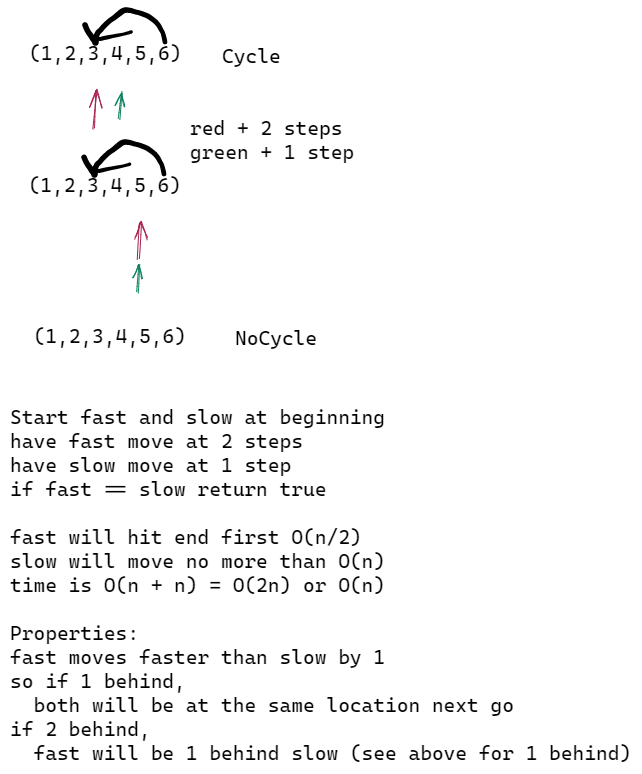 (1,2,3,4,5,6) Cycle
red + 2 steps
green + 1 step
(1,2,3,4,5,6)
(1,2,3,4,5,6) NoCycle
Start fast and slow at beginning
have fast move at 2 steps
have slow move at 1 step
if fast == slow return true
fast will hit end first O(n/2)
slow will move no more than O(n)
time is O(n + n) = O(2n) or O(n)
Properties:
fast moves faster than slow by 1
so if 1 behind,
both will be at the same location next go
if 2 behind,
fast will be 1 behind slow (see above for 1 behind)